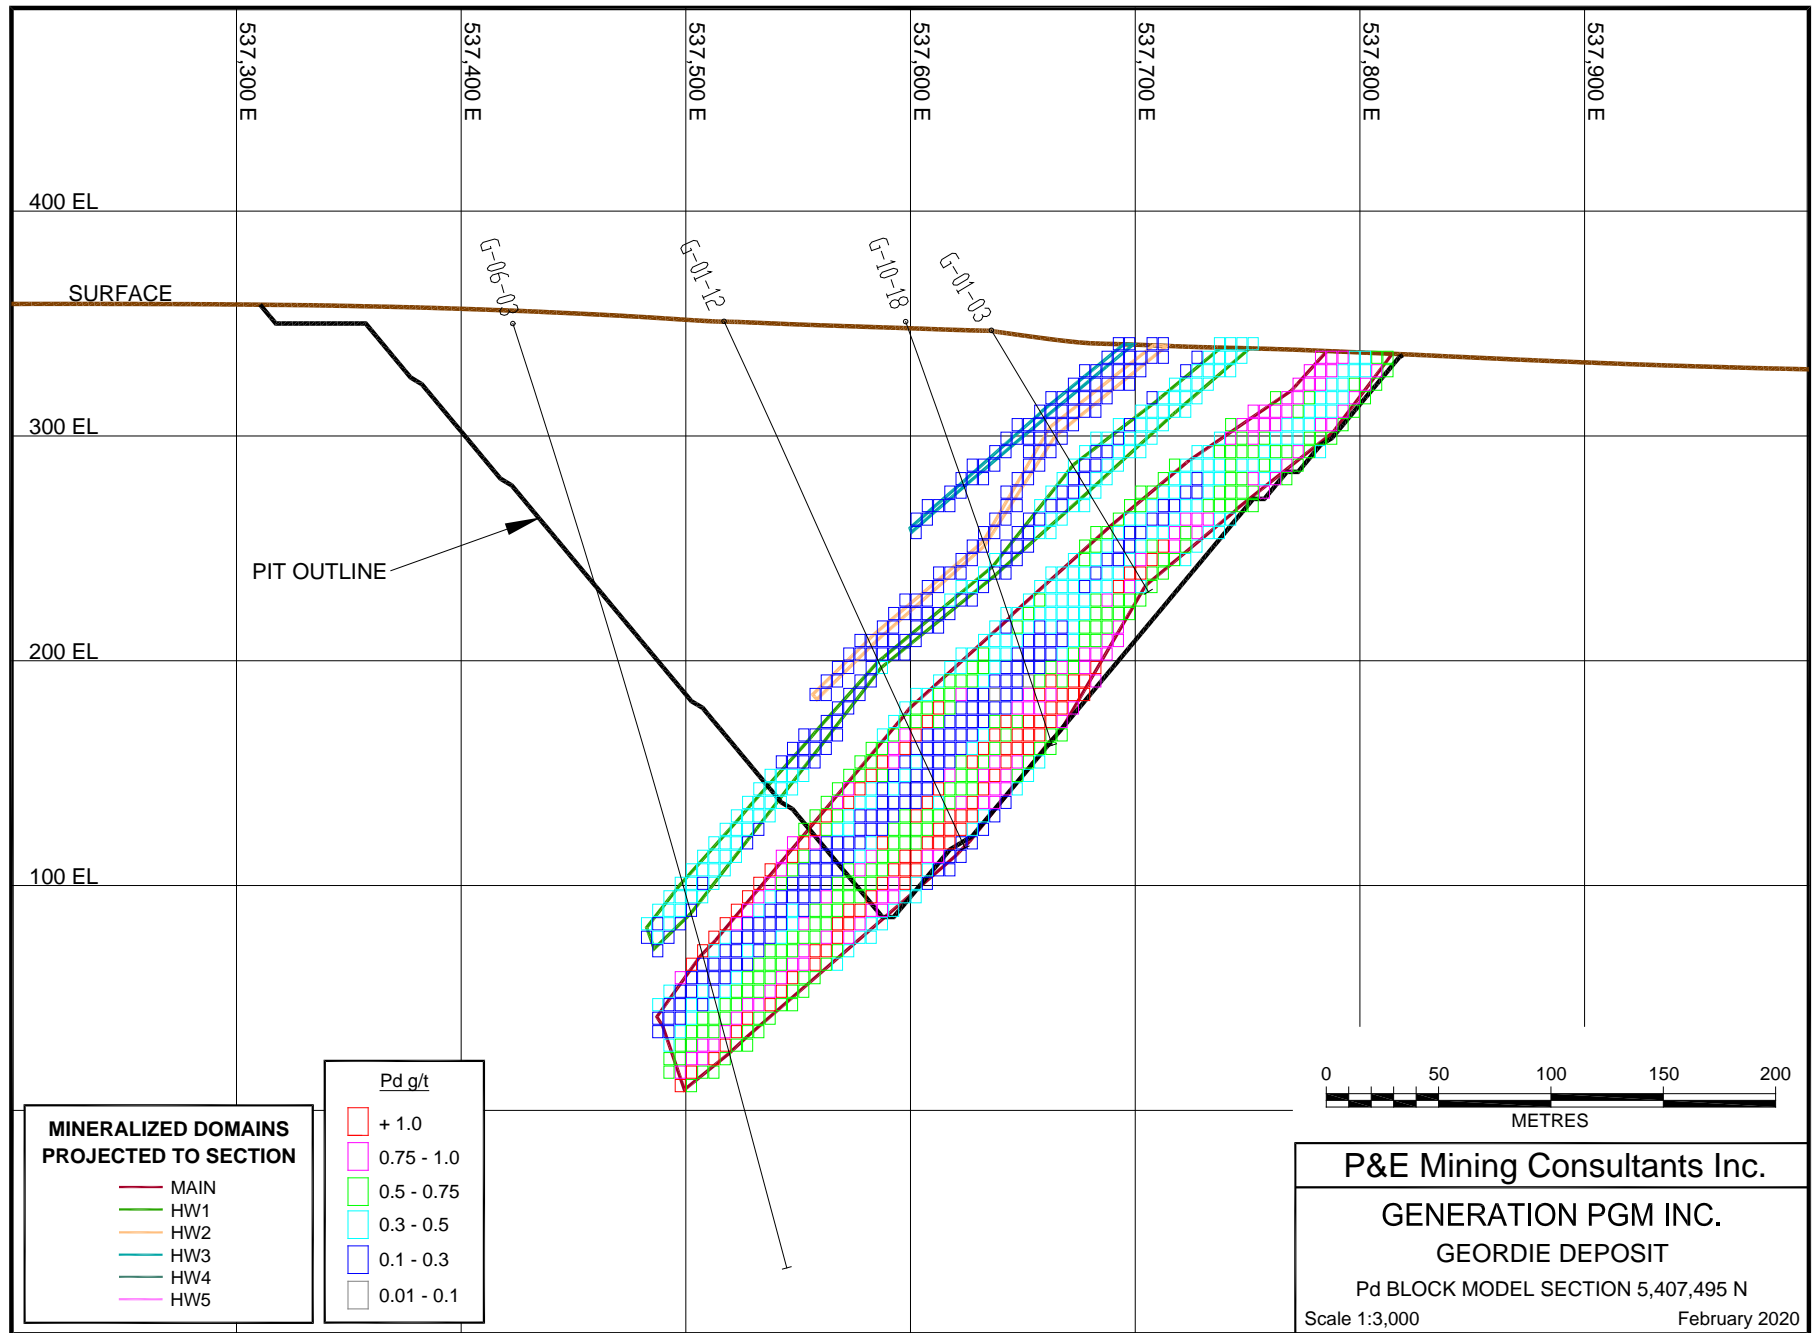 537,300 E
537,400 E
537,500 E
537,600 E
537,700 E
537,800 E
537,900 E
400 EL
G-06-03
G-01-12
G-10-18
G-01-03
SURFACE
300 EL
PIT OUTLINE
200 EL
100 EL
MINERALIZED DOMAINS
PROJECTED TO SECTION
MAIN
HW1
HW2
HW3
HW4
HW5
Pd g/t
+ 1.0
0.75 - 1.0
0.5 - 0.75
0.3 - 0.5
0.1 - 0.3
0.01 - 0.1
0 50 100 150 200
METRES
P&E Mining Consultants Inc.
GENERATION PGM INC.
GEORDIE DEPOSIT
Pd BLOCK MODEL SECTION 5,407,495 N
Scale 1:3,000 February 2020